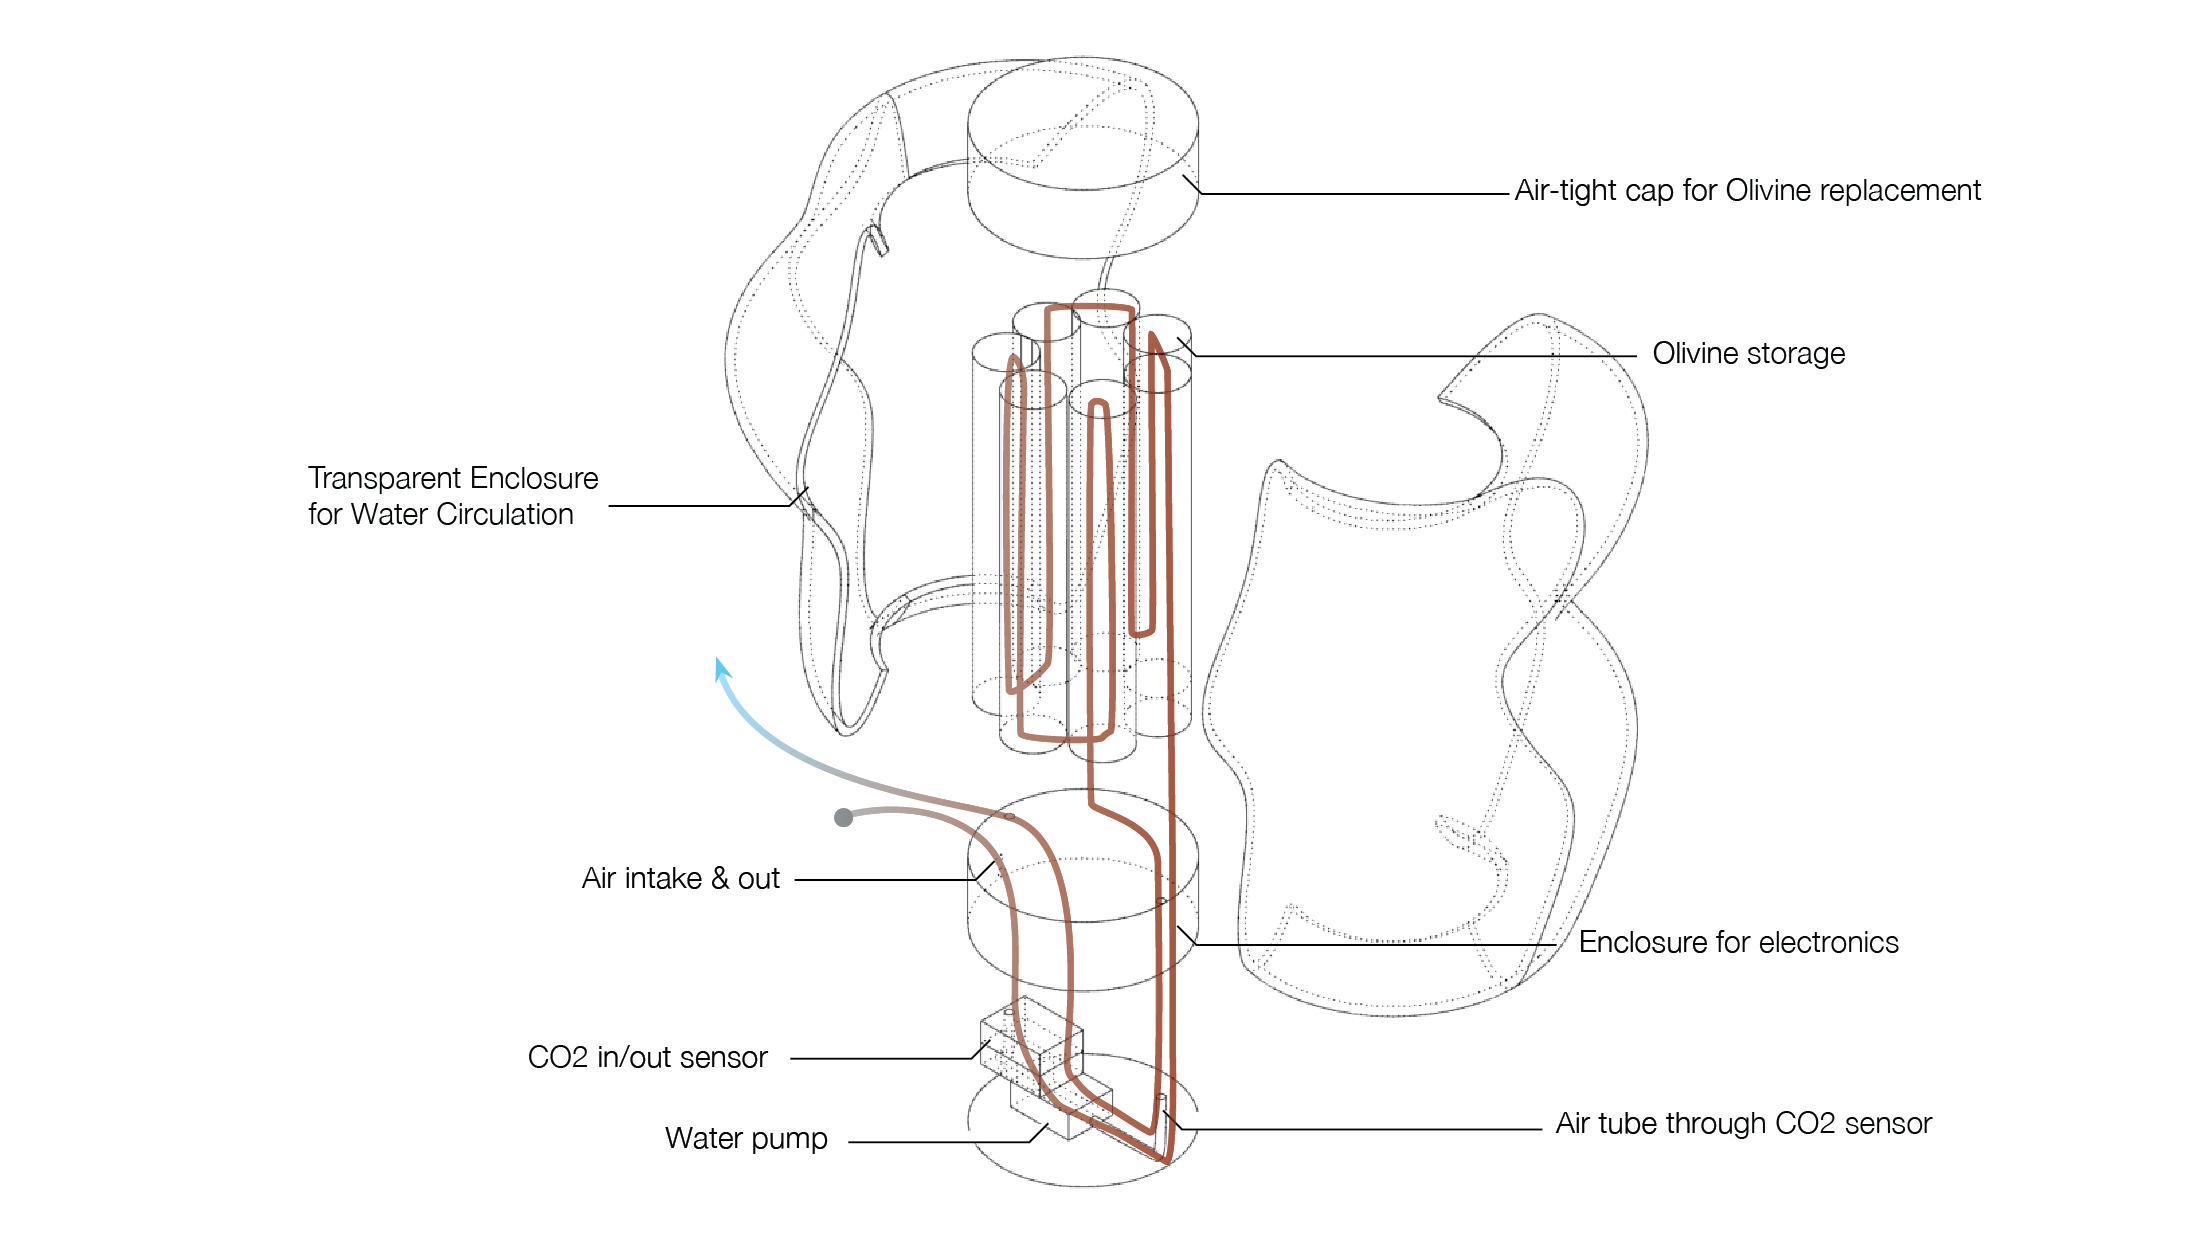 Air-tight cap for Olivine replacement
Olivine storage
Transparent Enclosure
for Water Circulation
Air intake & out
Enclosure for electronics
CO2 in/out sensor
Air tube through CO2 sensor
Water pump